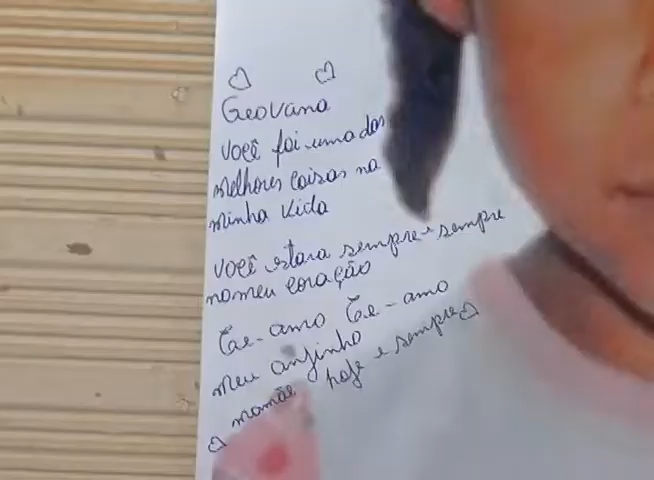 Geovana
Você foi uma das
melhores coisas na
minha vida
Você estara sempre e sempre
no meu coração
Te-amo Te-amo
meu anjinho
mamãe hoje e sempre